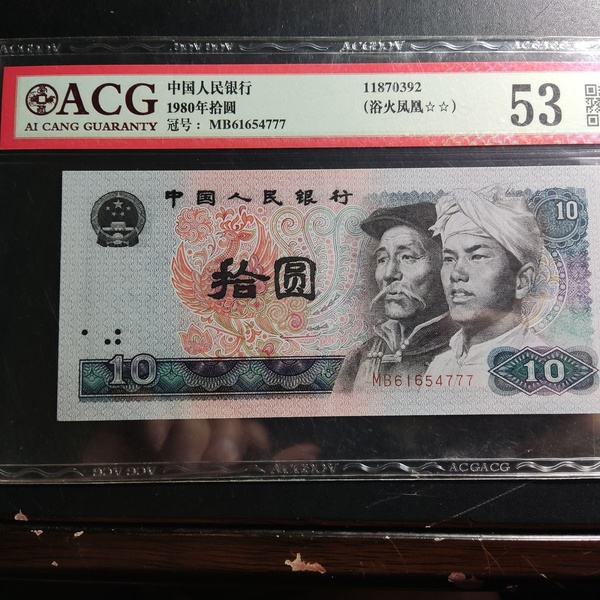 ACG
AI CANG GUARANTY
中国人民银行
1980年拾圆
冠号: MB61654777
11870392
(浴火凤凰☆☆)
53
中国人民银行
10
拾圆
10
MB61654777
10
ACGACG